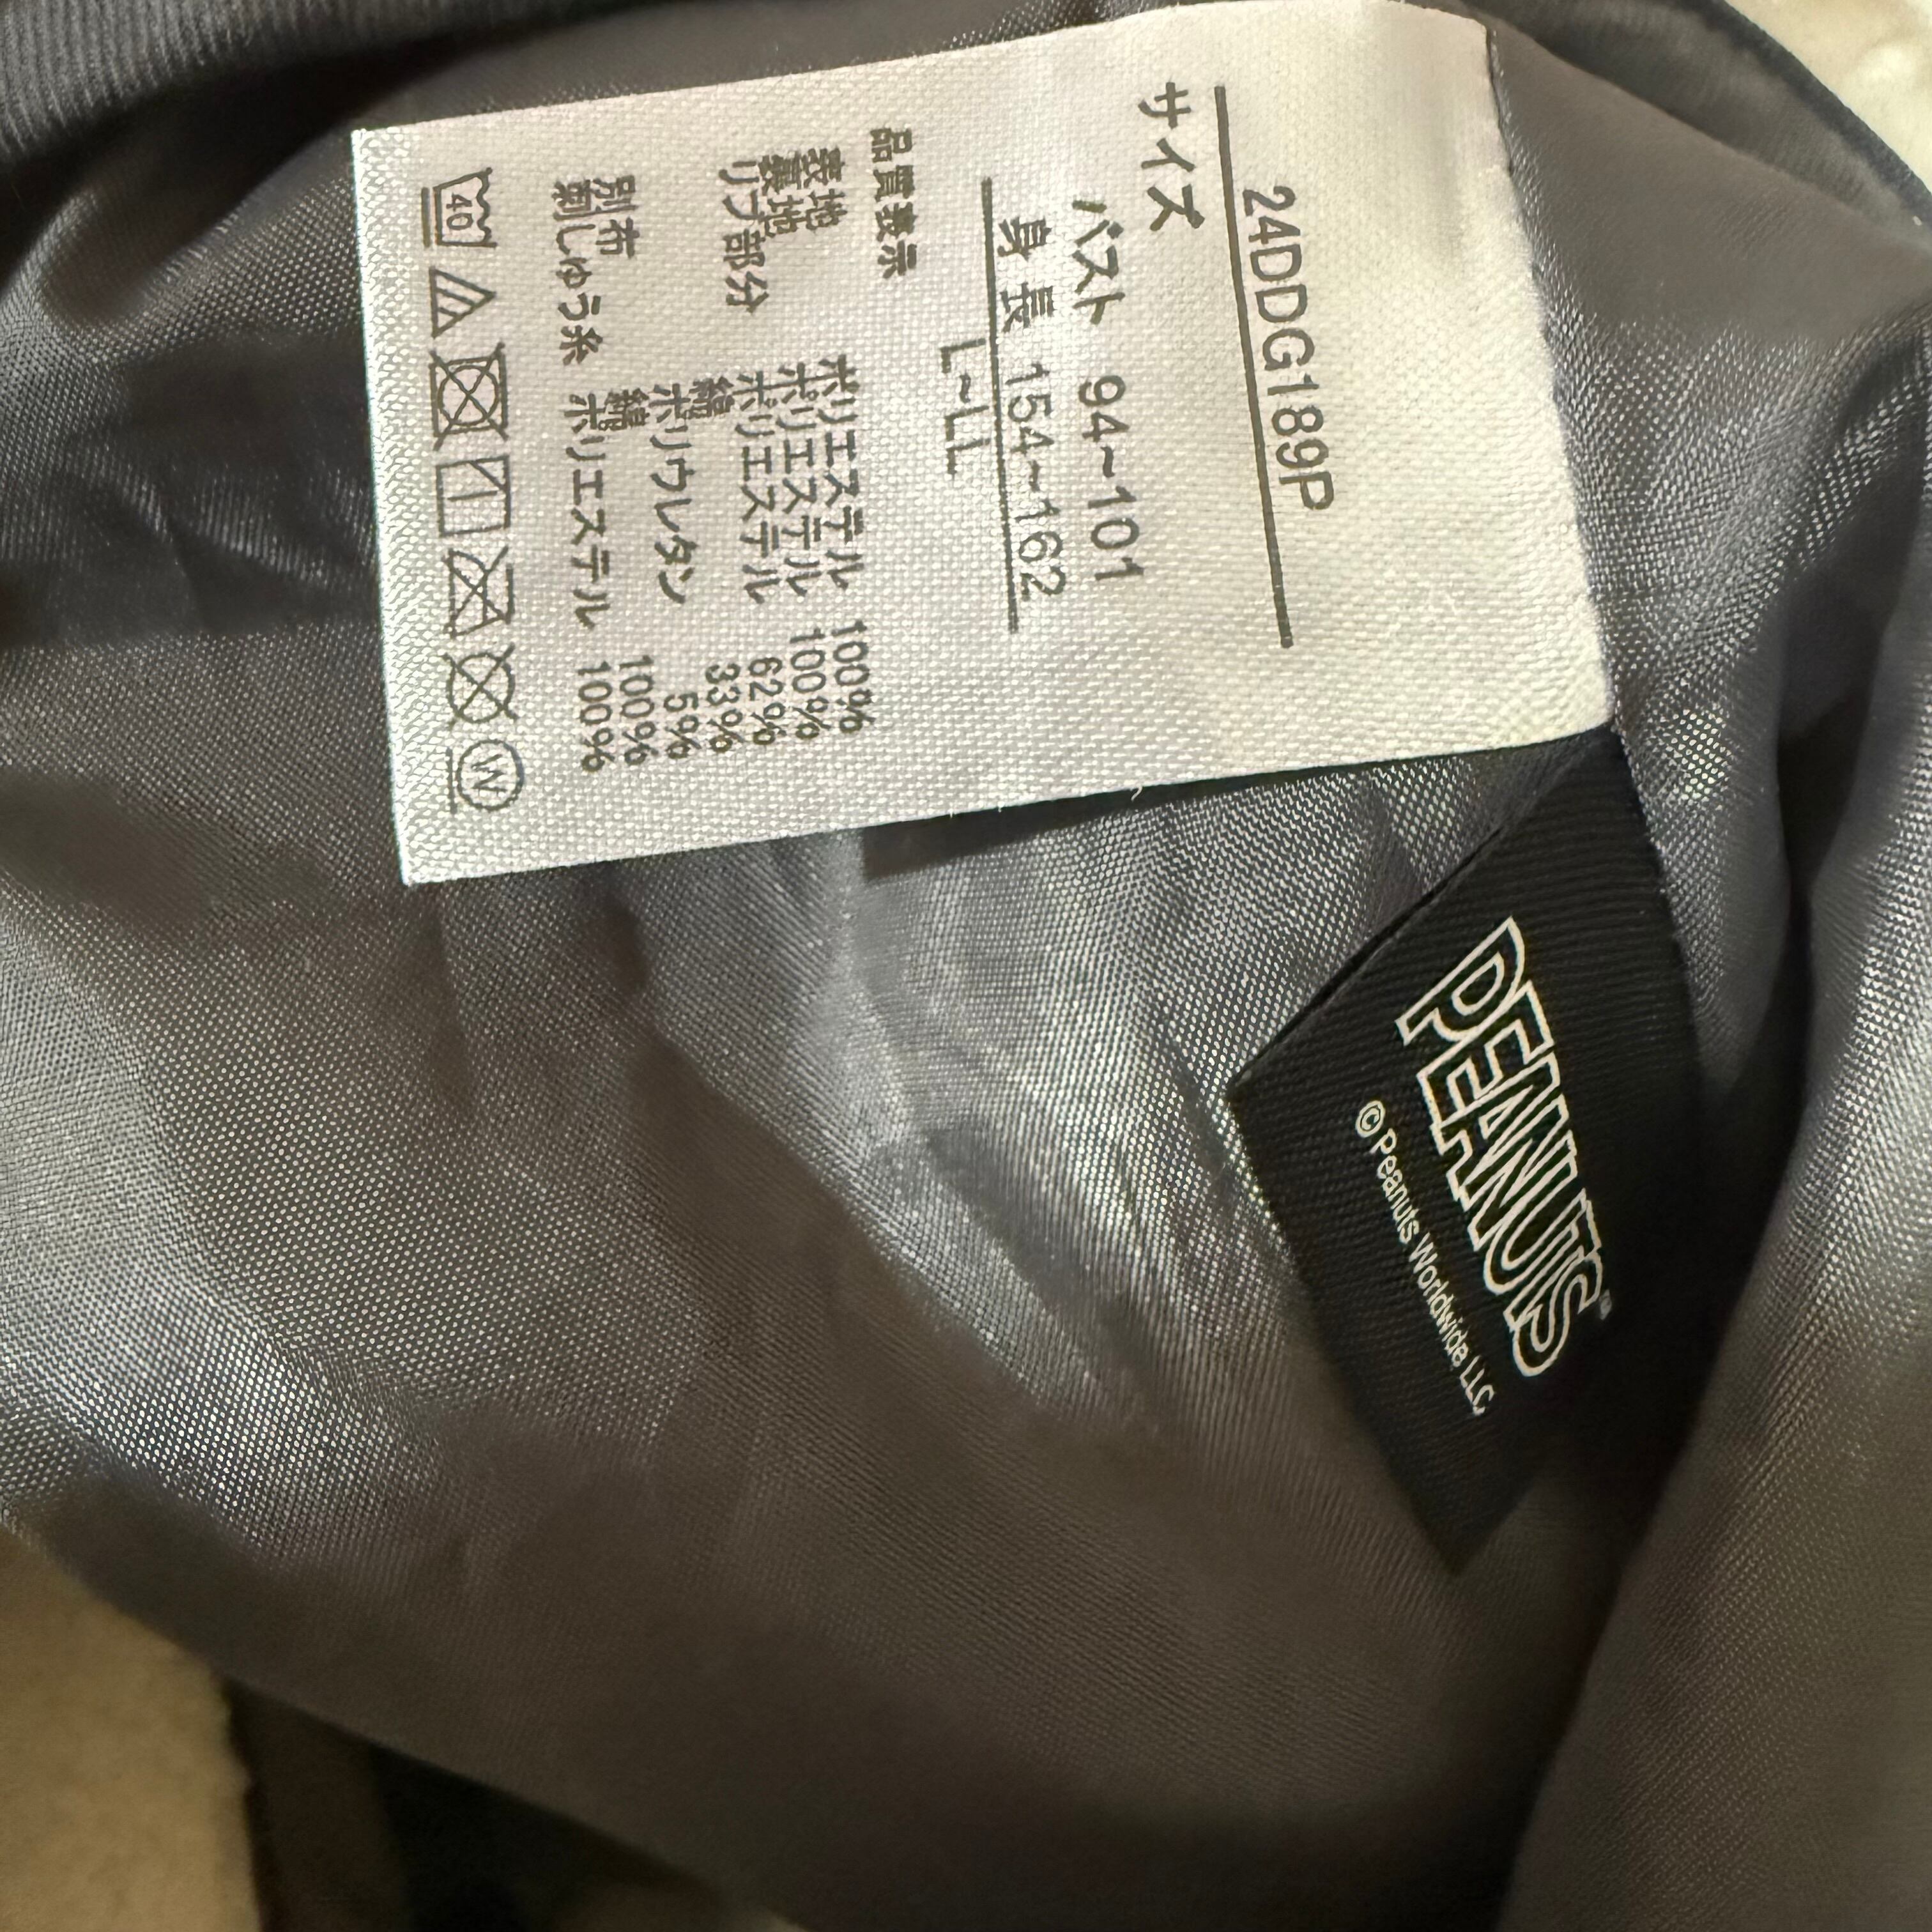 24DDG189P
サイズ
バスト 94~101
身長 154~162
L~LL
品質表示
表地 ポリエステル 100%
裏地 ポリエステル 100%
リブ部分 ポリエステル 62%
綿 33%
ポリウレタン 5%
別布 綿 100%
刺しゅう糸 ポリエステル 100%
40
W
PEANUTS
©Peanuts Worldwide LLC